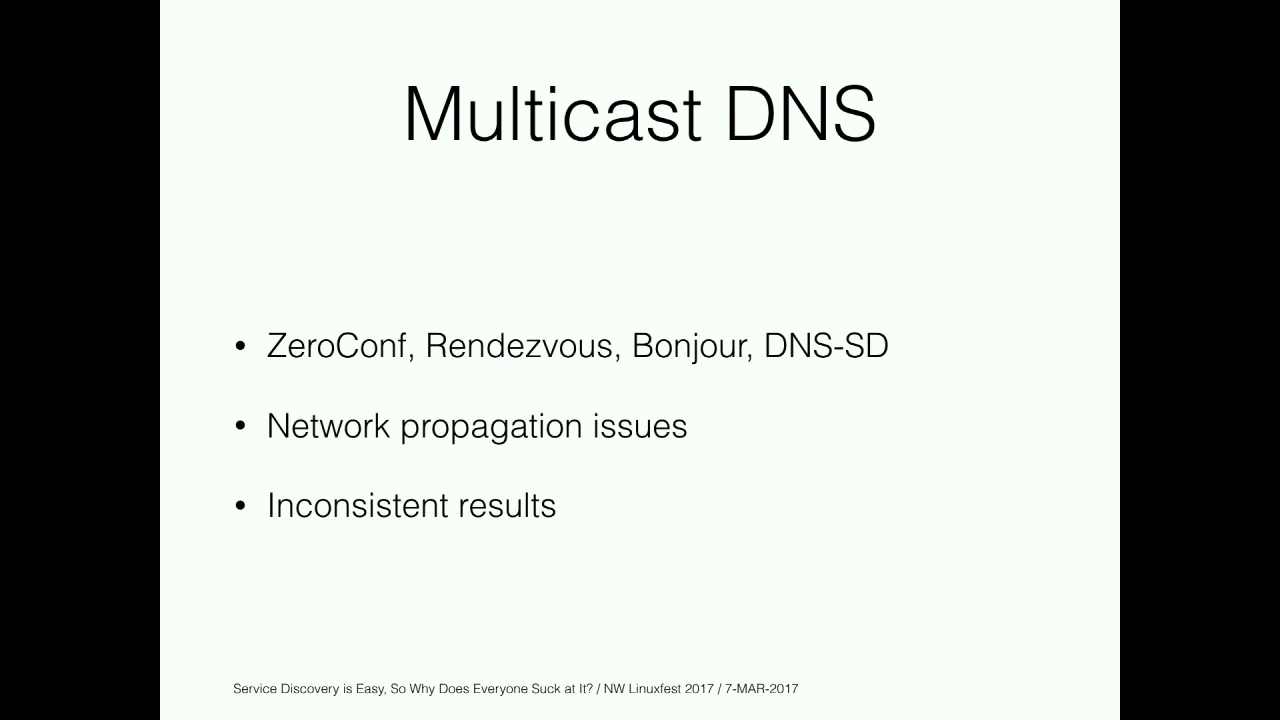 Multicast DNS
• ZeroConf, Rendezvous, Bonjour, DNS-SD
• Network propagation issues
• Inconsistent results
Service Discovery is Easy, So Why Does Everyone Suck at It? / NW Linuxfest 2017 / 7-MAR-2017